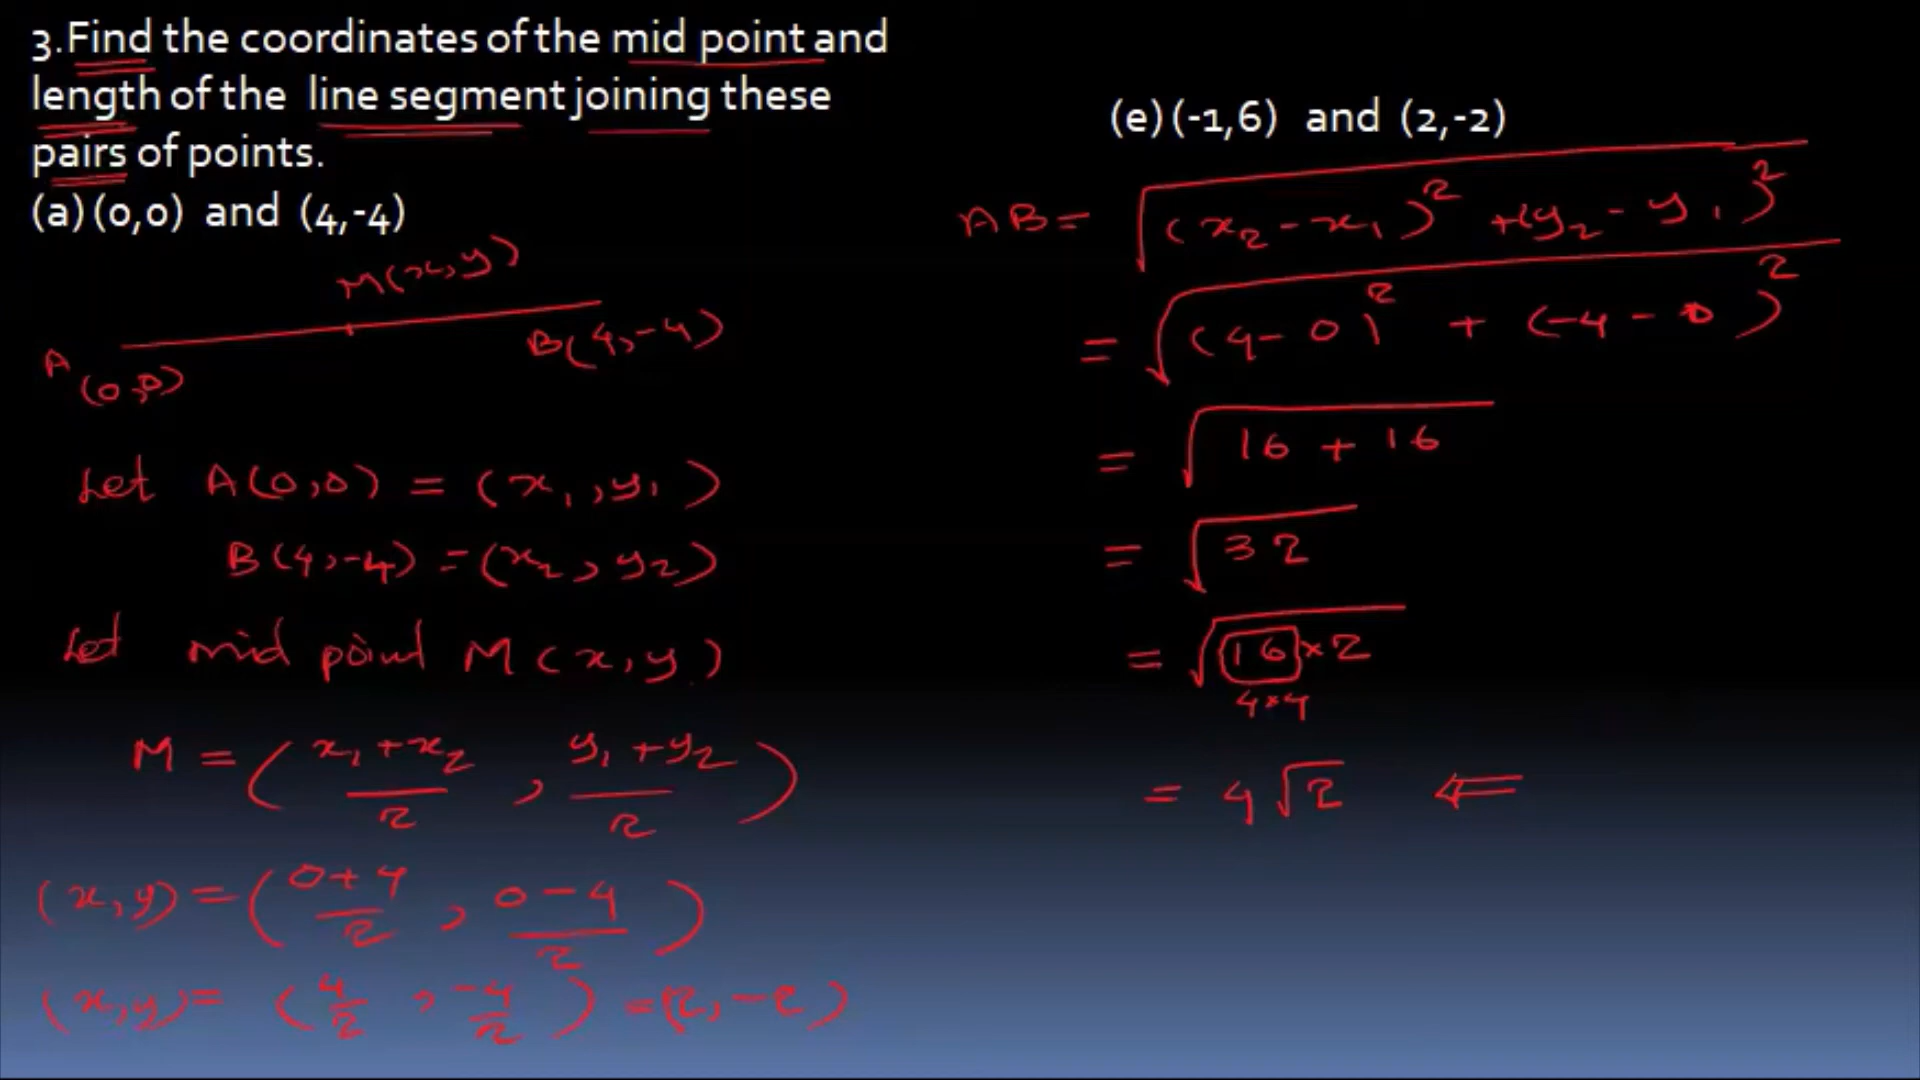 3.Find the coordinates of the mid point and
length of the line segment joining these
pairs of points.
(a) (0,0) and (4,-4)
M(x,y)
A (0,0)
B(4,-4)
Let A(0,0) = (x₁,y₁)
B(4,-4) = (x₂,y₂)
Let mid point M(x,y)
M = ( x₁+x₂/2 , y₁+y₂/2 )
(x,y) = ( 0+4/2 , 0-4/2 )
(x,y) = ( 4/2 , -4/2 ) = (2,-2)
(e) (-1,6) and (2,-2)
AB = √(x₂-x₁)² + (y₂-y₁)²
= √(4-0)² + (-4-0)²
= √16 + 16
= √32
= √16×2
4×4
= 4√2 ⇐